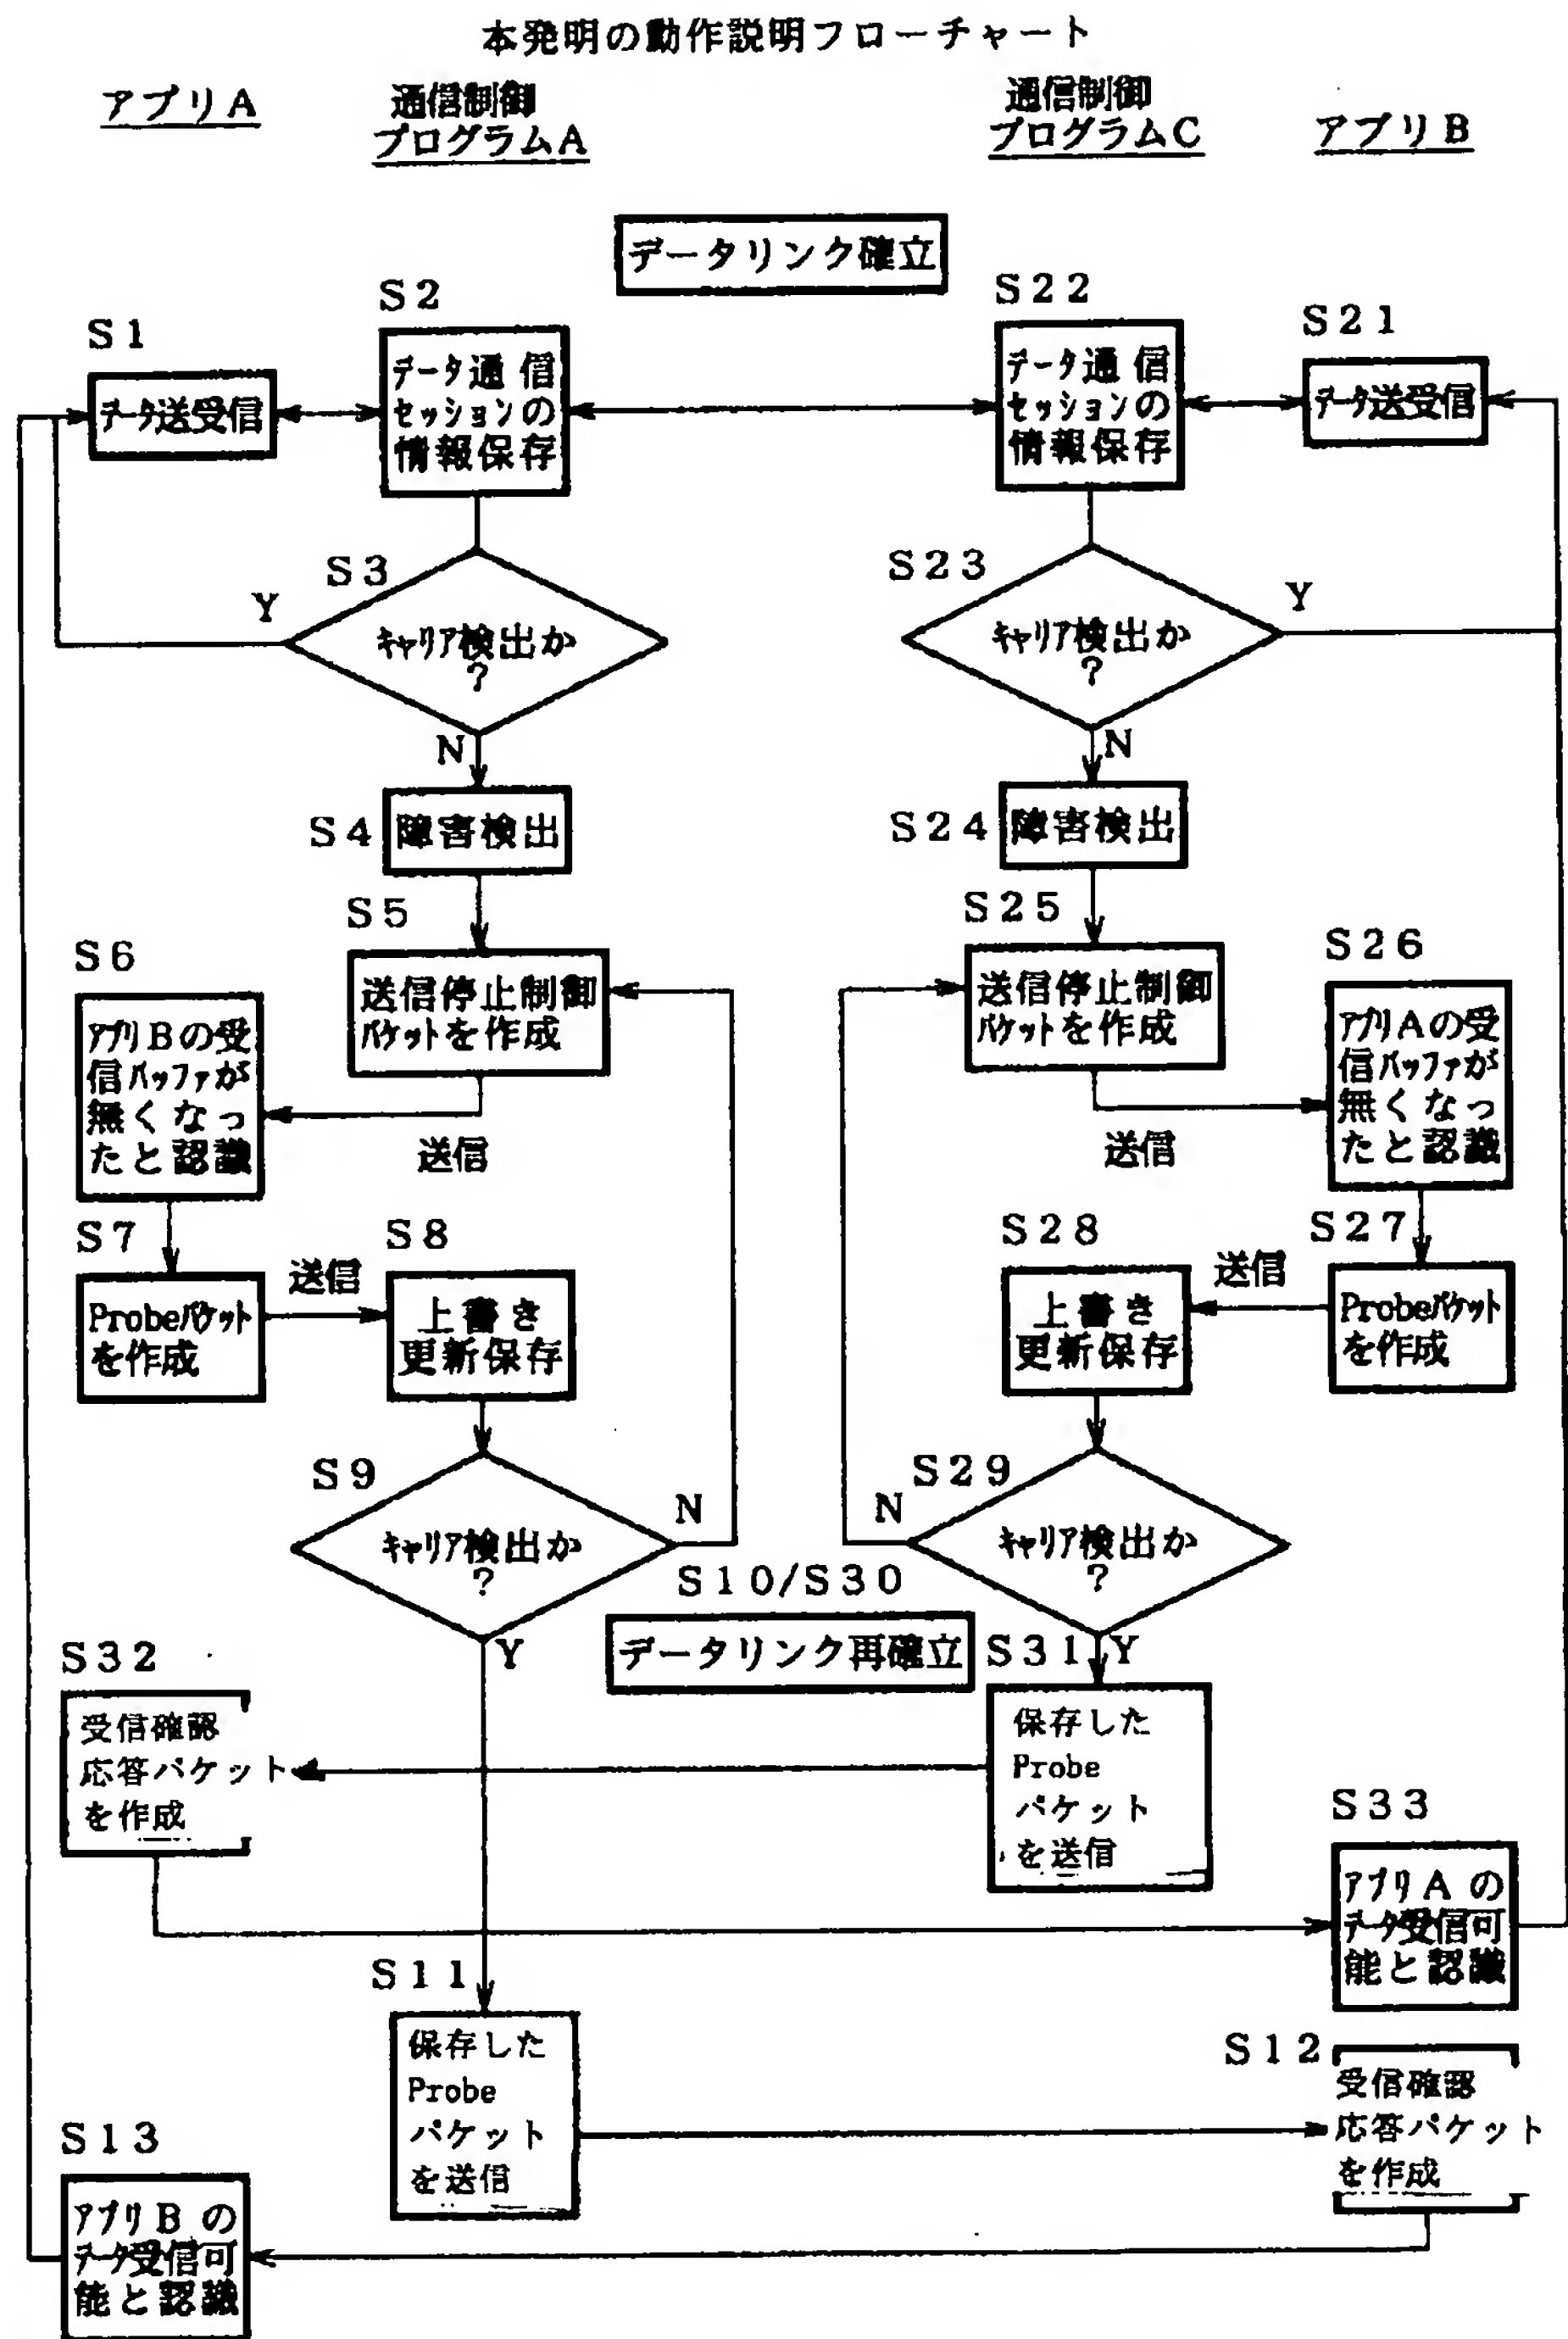 本発明の動作説明フローチャート
アプリA
通信制御
プログラムA
通信制御
プログラムC
アプリB
データリンク確立
S1
データ送受信
S2
データ通信
セッションの
情報保存
S22
データ通信
セッションの
情報保存
S21
データ送受信
S3
Y
キャリア検出か
?
N
S23
Y
キャリア検出か
?
N
S4
障害検出
S24
障害検出
S5
送信停止制御
パケットを作成
送信
S25
送信停止制御
パケットを作成
送信
S6
アプリBの受
信バッファが
無くなっ
たと認識
S26
アプリAの受
信バッファが
無くなっ
たと認識
S7
Probeパケット
を作成
送信
S8
上書き
更新保存
S28
上書き
更新保存
送信
S27
Probeパケット
を作成
S9
キャリア検出か
?
N
Y
S29
N
キャリア検出か
?
Y
S10/S30
データリンク再確立
S32
受信確認
応答パケット
を作成
S31
保存した
Probe
パケット
を送信
S33
アプリAの
データ受信可
能と認識
S11
保存した
Probe
パケット
を送信
S12
受信確認
応答パケット
を作成
S13
アプリBの
データ受信可
能と認識